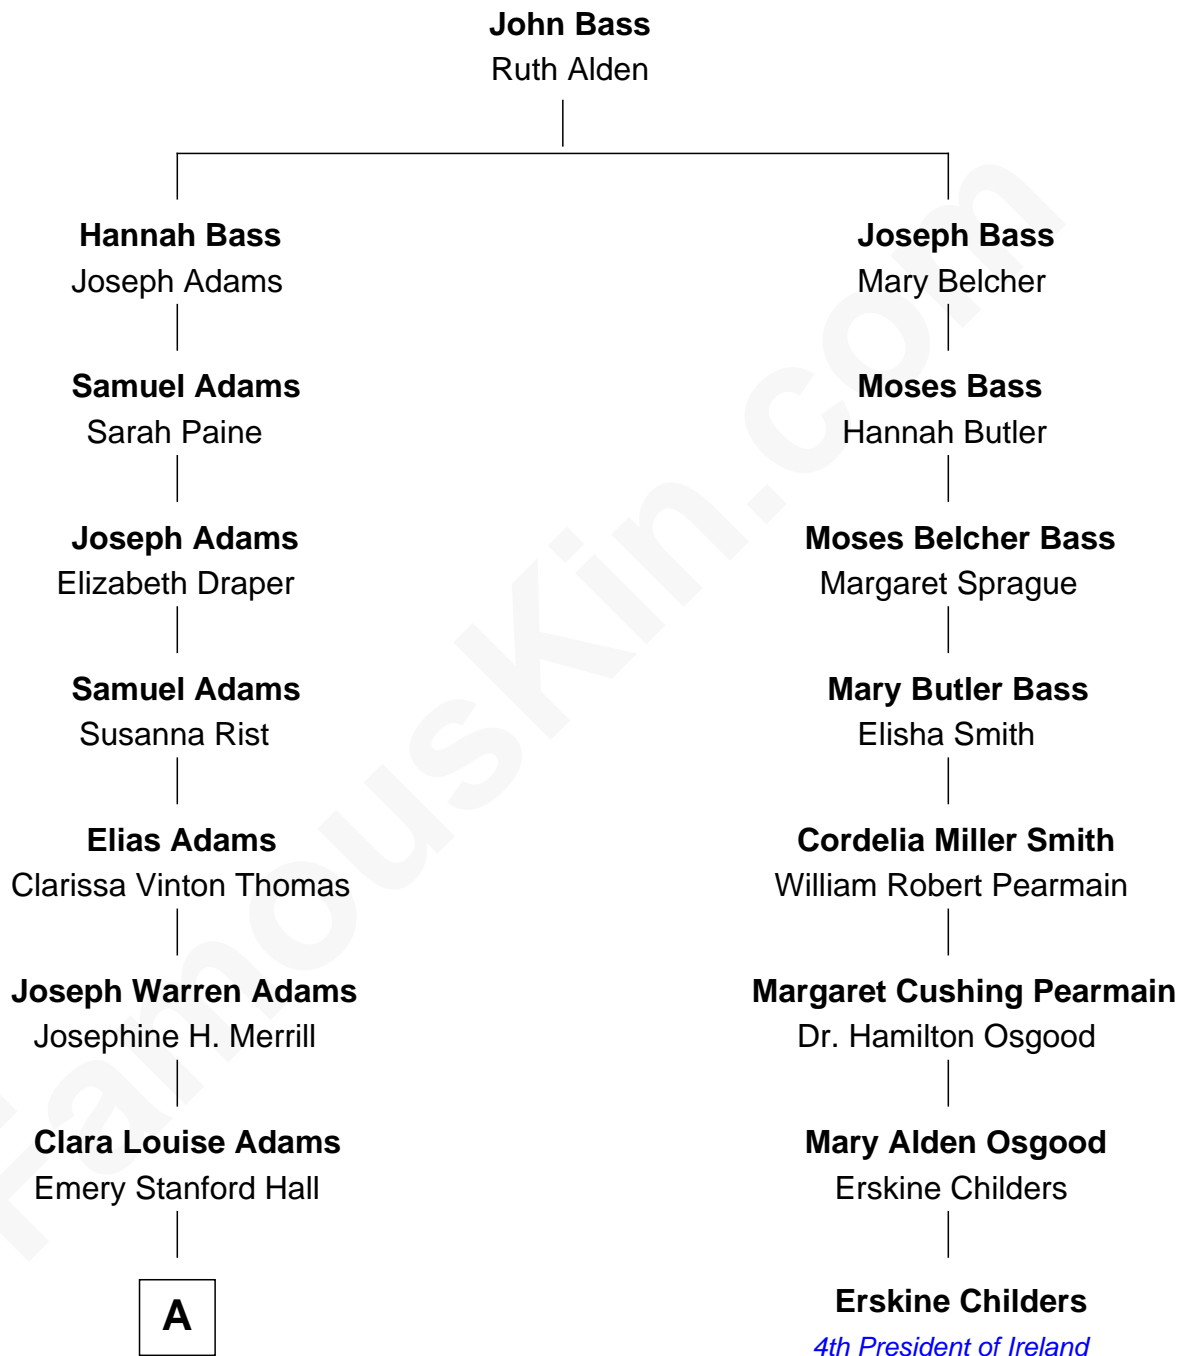 John Bass
Ruth Alden
Hannah Bass
Joseph Adams
Joseph Bass
Mary Belcher
Samuel Adams
Sarah Paine
Moses Bass
Hannah Butler
Joseph Adams
Elizabeth Draper
Moses Belcher Bass
Margaret Sprague
Samuel Adams
Susanna Rist
Mary Butler Bass
Elisha Smith
Elias Adams
Clarissa Vinton Thomas
Cordelia Miller Smith
William Robert Pearmain
Joseph Warren Adams
Josephine H. Merrill
Margaret Cushing Pearmain
Dr. Hamilton Osgood
Clara Louise Adams
Emery Stanford Hall
Mary Alden Osgood
Erskine Childers
A
Erskine Childers
4th President of Ireland
FamousKin.com